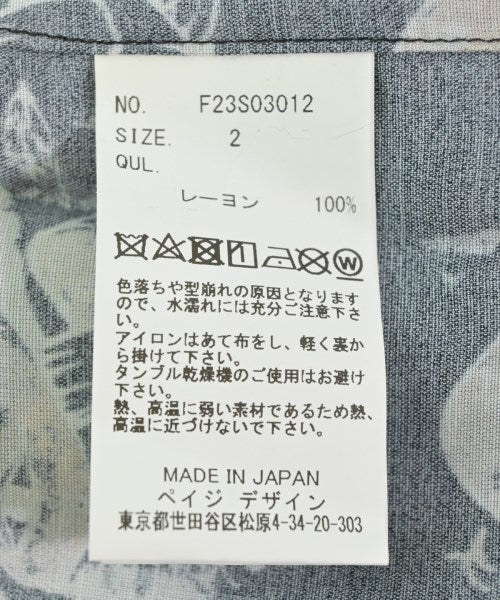 NO. F23S03012
SIZE. 2
QUL.
レーヨン 100%
W
色落ちや型崩れの原因となります
ので、水濡れには充分ご注意下さ
い。
アイロンはあて布をし、軽く裏か
ら掛けて下さい。
タンブル乾燥機のご使用はお避け
下さい。
熱、高温に弱い素材であるため熱、
高温に近づけないで下さい。
MADE IN JAPAN
ペイジ デザイン
東京都世田谷区松原4-34-20-303